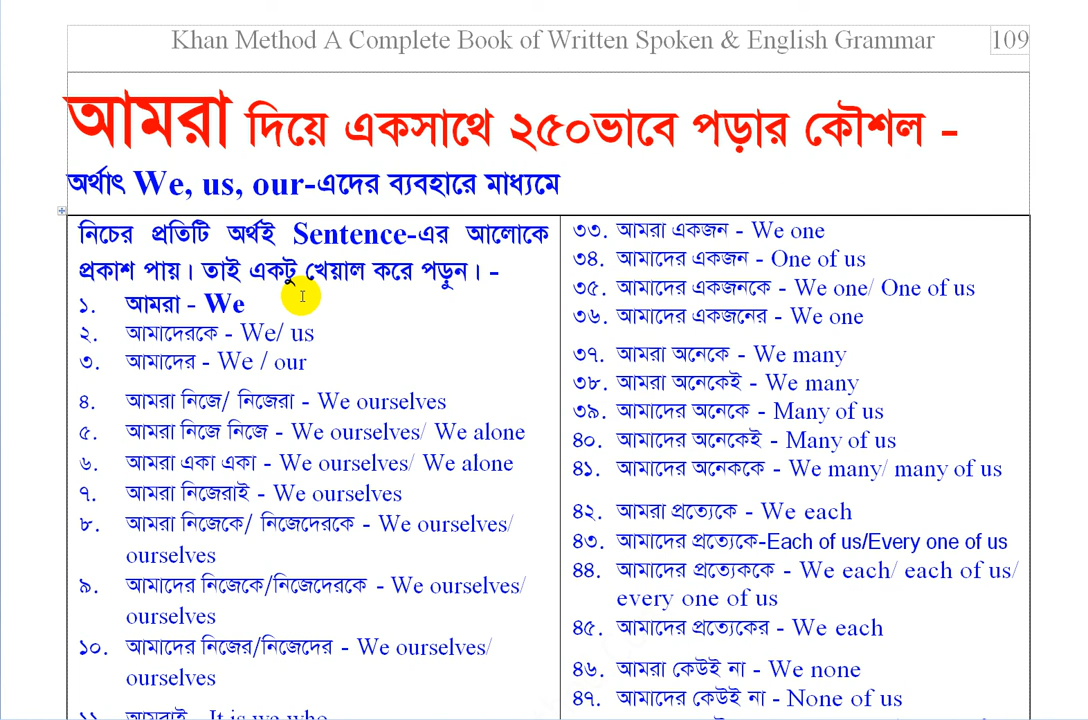 Khan Method A Complete Book of Written Spoken & English Grammar 109
আমরা দিয়ে একসাথে ২৫০ভাবে পড়ার কৌশল -
অর্থাৎ We, us, our-এদের ব্যবহারে মাধ্যমে
নিচের প্রতিটি অর্থই Sentence-এর আলোকে
প্রকাশ পায়। তাই একটু খেয়াল করে পড়ুন। -
১. আমরা - We
২. আমাদেরকে - We/ us
৩. আমাদের - We / our
৪. আমরা নিজে/ নিজেরা - We ourselves
৫. আমরা নিজে নিজে - We ourselves/ We alone
৬. আমরা একা একা - We ourselves/ We alone
৭. আমরা নিজেরাই - We ourselves
৮. আমরা নিজেকে/ নিজেদেরকে - We ourselves/
ourselves
৯. আমাদের নিজেকে/নিজেদেরকে - We ourselves/
ourselves
১০. আমাদের নিজের/নিজেদের - We ourselves/
ourselves
১১. আমরাই - It is we who
৩৩. আমরা একজন - We one
৩৪. আমাদের একজন - One of us
৩৫. আমাদের একজনকে - We one/ One of us
৩৬. আমাদের একজনের - We one
৩৭. আমরা অনেকে - We many
৩৮. আমরা অনেকেই - We many
৩৯. আমাদের অনেকে - Many of us
৪০. আমাদের অনেকেই - Many of us
৪১. আমাদের অনেককে - We many/ many of us
৪২. আমরা প্রত্যেকে - We each
৪৩. আমাদের প্রত্যেকে-Each of us/Every one of us
৪৪. আমাদের প্রত্যেককে - We each/ each of us/
every one of us
৪৫. আমাদের প্রত্যেকের - We each
৪৬. আমরা কেউই না - We none
৪৭. আমাদের কেউই না - None of us